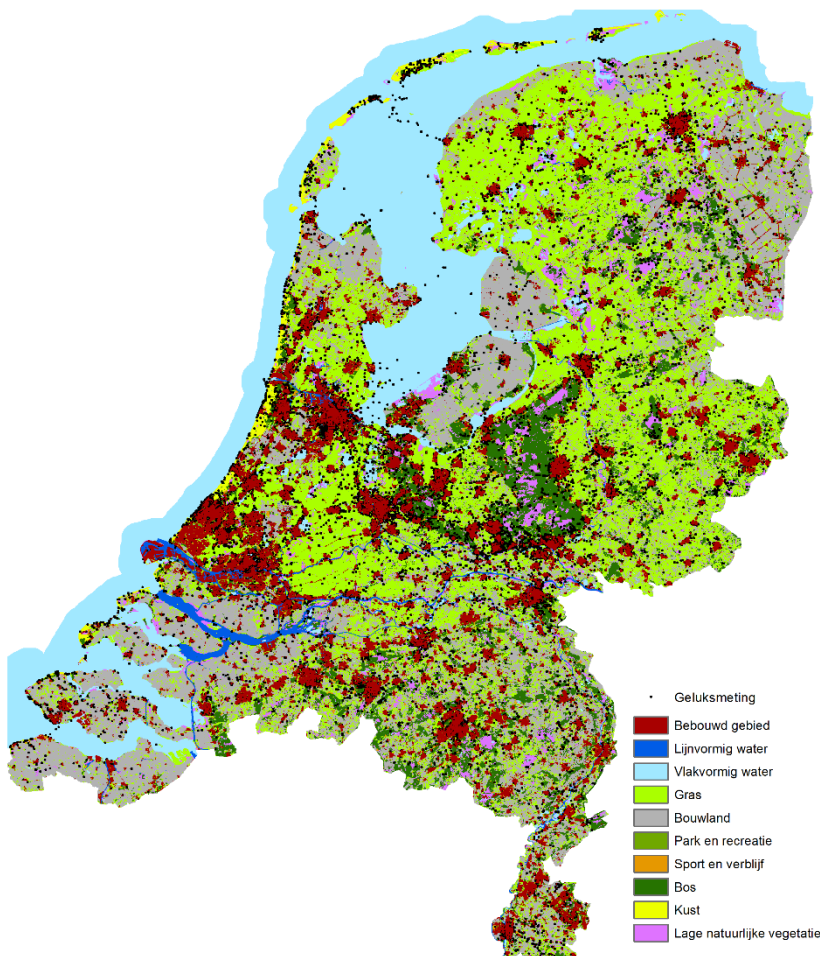 Geluksmeting
Bebouwd gebied
Lijnvormig water
Vlakvormig water
Gras
Bouwland
Park en recreatie
Sport en verblijf
Bos
Kust
Lage natuurlijke vegetatie